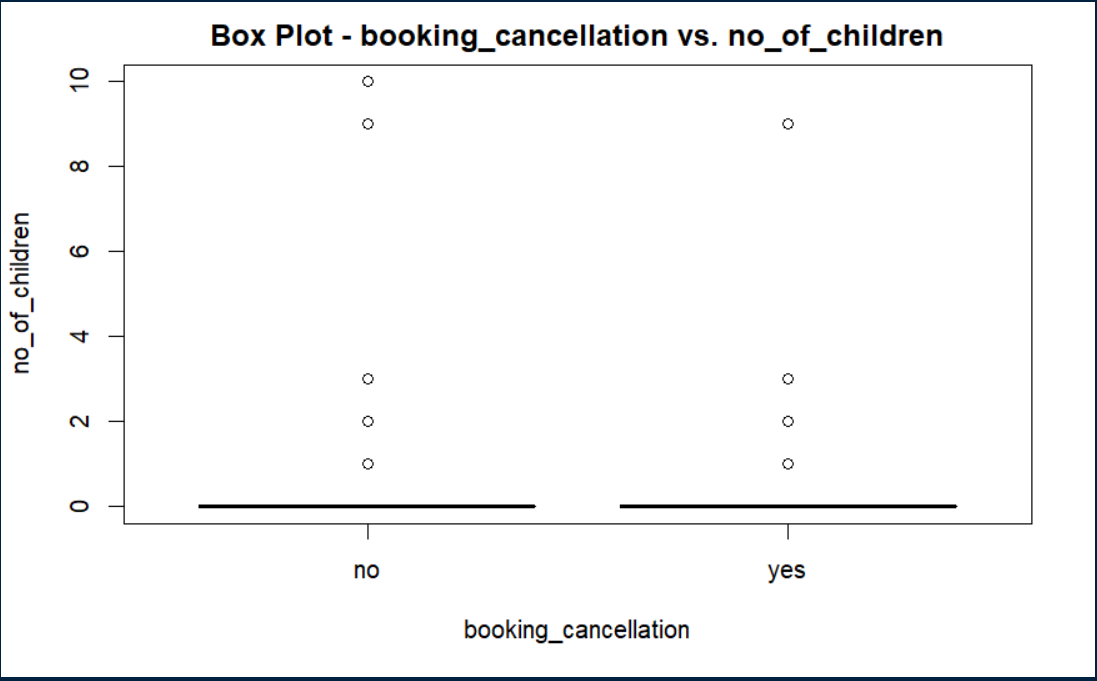 Box Plot - booking_cancellation vs. no_of_children
no_of_children
10
8
6
4
2
0
no yes
booking_cancellation